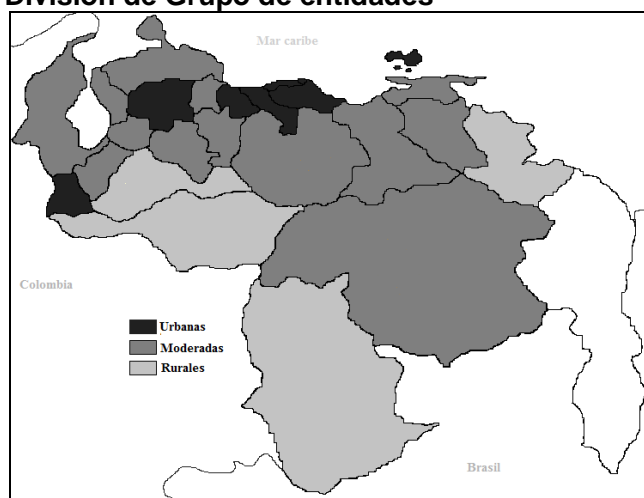 División de Grupo de entidades
Mar caribe
Colombia
Urbanas
Moderadas
Rurales
Brasil